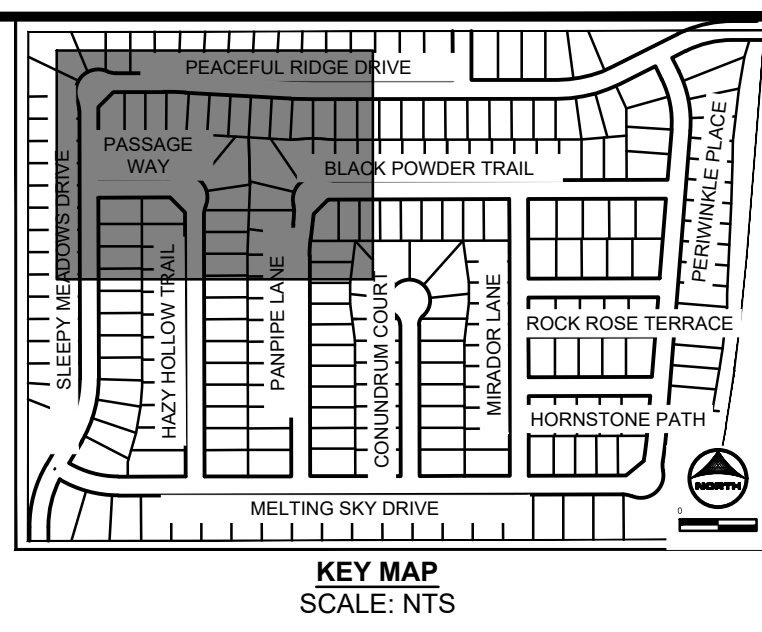 PEACEFUL RIDGE DRIVE
PASSAGE
WAY
BLACK POWDER TRAIL
PERIWINKLE PLACE
SLEEPY MEADOWS DRIVE
HAZY HOLLOW TRAIL
PANPIPE LANE
CONUNDRUM COURT
MIRADOR LANE
ROCK ROSE TERRACE
HORNSTONE PATH
MELTING SKY DRIVE
NORTH
0
KEY MAP
SCALE: NTS